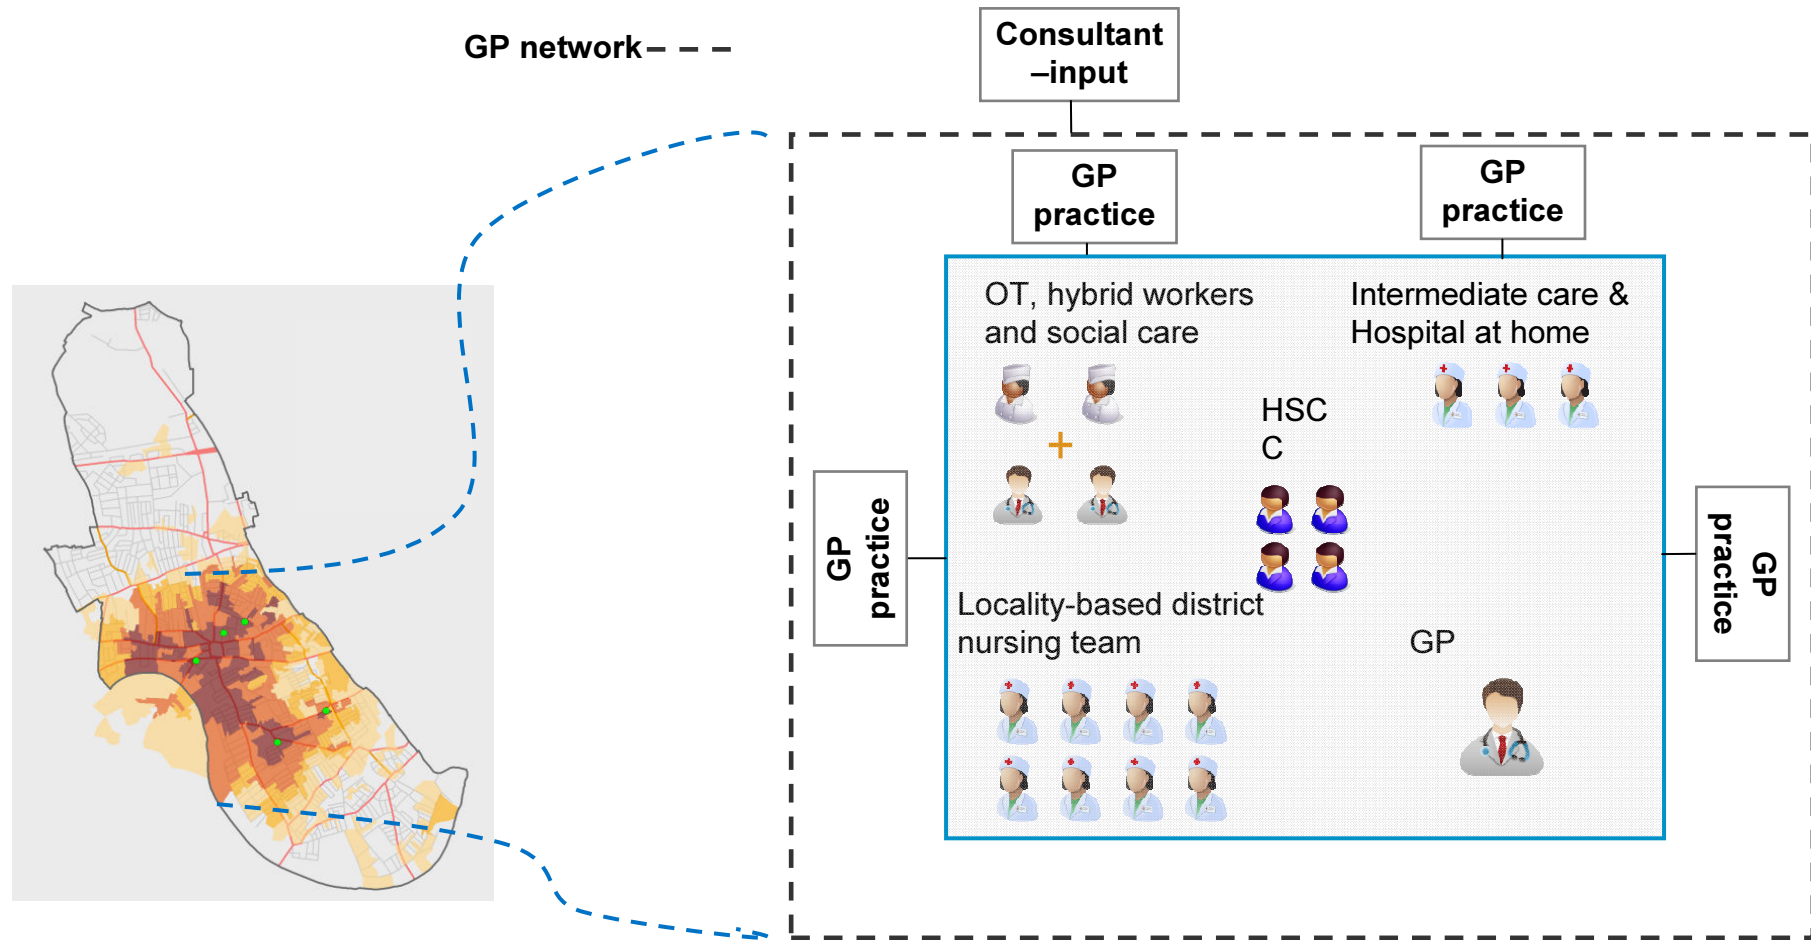 GP network
Consultant
–input
GP
practice
GP
practice
OT, hybrid workers
and social care
Intermediate care &
Hospital at home
HSC
C
GP
practice
GP
practice
Locality-based district
nursing team
GP